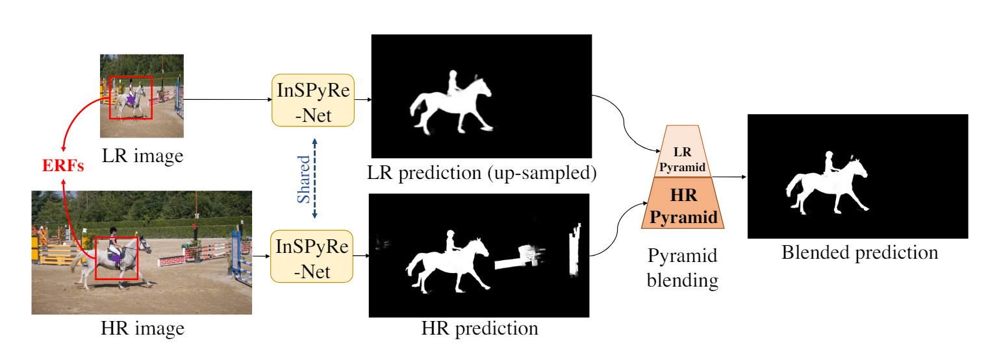 InSPyRe
-Net
LR image
ERFs
LR prediction (up-sampled)
Shared
LR
Pyramid
HR
Pyramid
InSPyRe
-Net
Pyramid
blending
Blended prediction
HR image
HR prediction